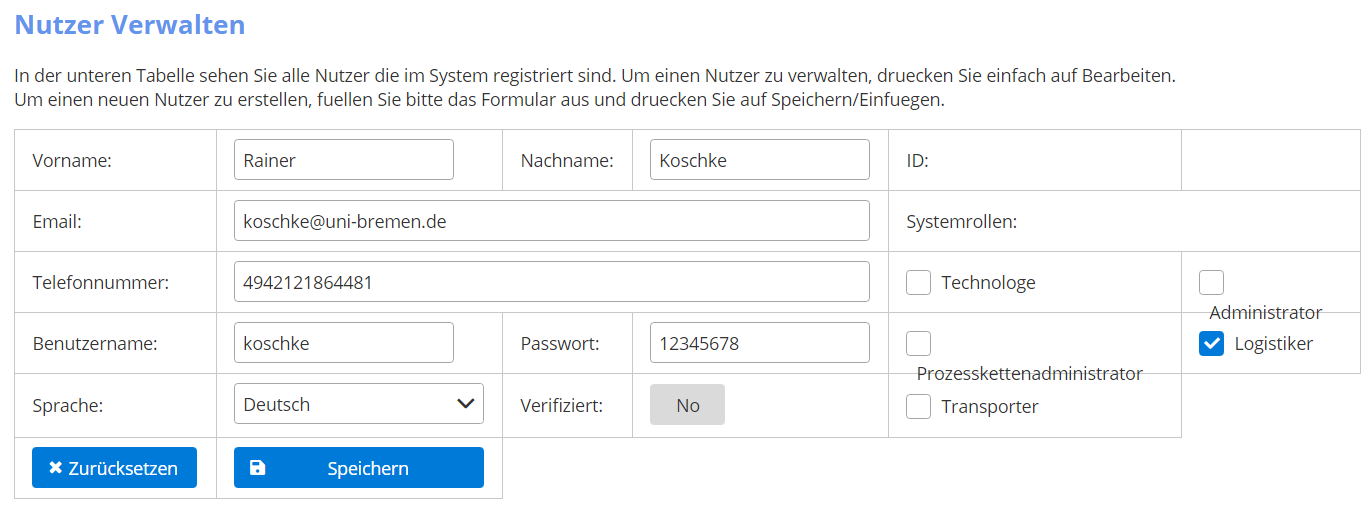 Nutzer Verwalten
In der unteren Tabelle sehen Sie alle Nutzer die im System registriert sind. Um einen Nutzer zu verwalten, druecken Sie einfach auf Bearbeiten.
Um einen neuen Nutzer zu erstellen, fuellen Sie bitte das Formular aus und druecken Sie auf Speichern/Einfuegen.
Vorname: Rainer Nachname: Koschke ID:
Email: koschke@uni-bremen.de Systemrollen:
Telefonnummer: 4942121864481 Technologe
Administrator
Benutzername: koschke Passwort: 12345678 Logistiker
Prozesskettenadministrator
Sprache: Deutsch Verifiziert: No Transporter
Zurücksetzen Speichern